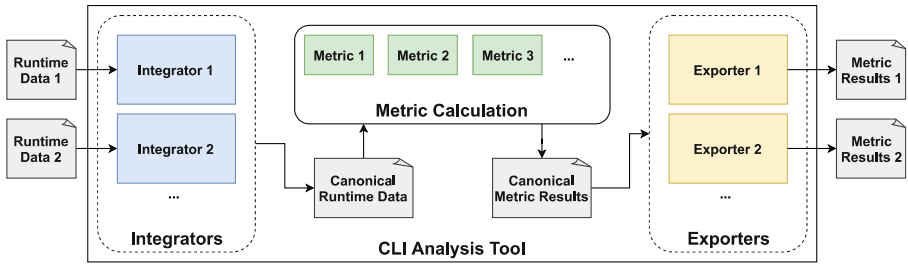 Runtime
Data 1
Runtime
Data 2
Integrator 1
Integrator 2
...
Integrators
Metric 1
Metric 2
Metric 3
...
Metric Calculation
Canonical
Runtime Data
Canonical
Metric Results
CLI Analysis Tool
Exporter 1
Exporter 2
...
Exporters
Metric
Results 1
Metric
Results 2